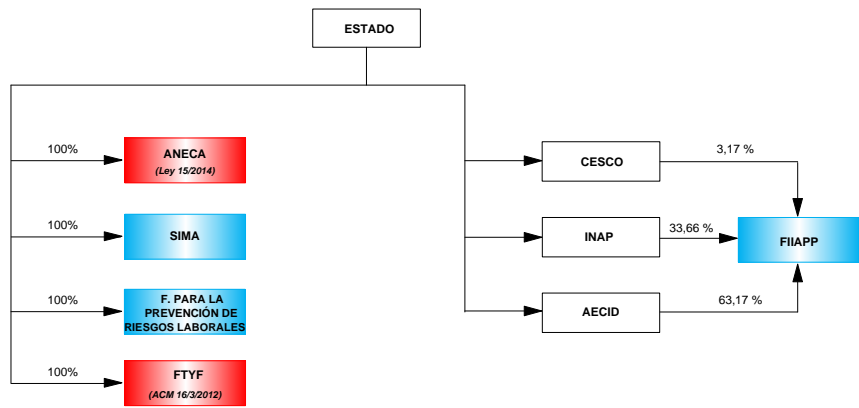 ESTADO
100%
ANECA
(Ley 15/2014)
100%
SIMA
100%
F. PARA LA
PREVENCIÓN DE
RIESGOS LABORALES
100%
FTYF
(ACM 16/3/2012)
CESCO
3,17 %
INAP
33,66 %
FIIAPP
AECID
63,17 %